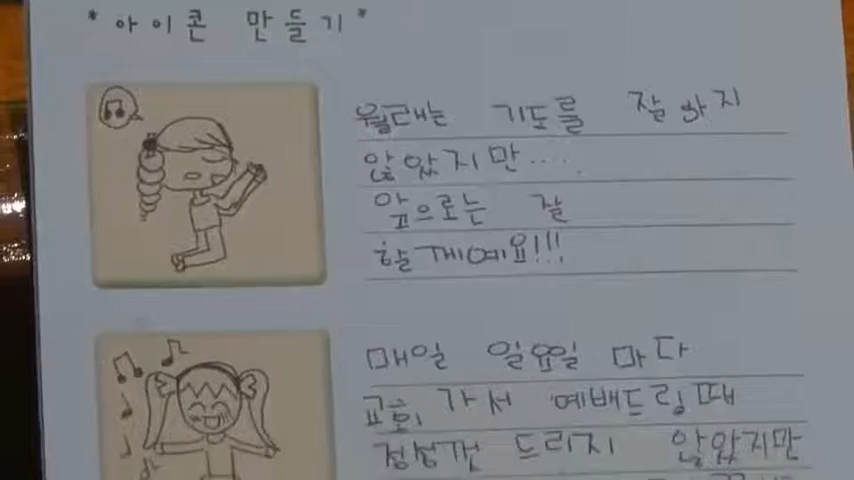 * 아이콘 만들기 *
월래는 기도를 잘 하지
않았지만....
앞으로는 잘
할께예요!!!
매일 일요일 마다
교회 가서 예배드림때
정성껏 드리지 않았지만